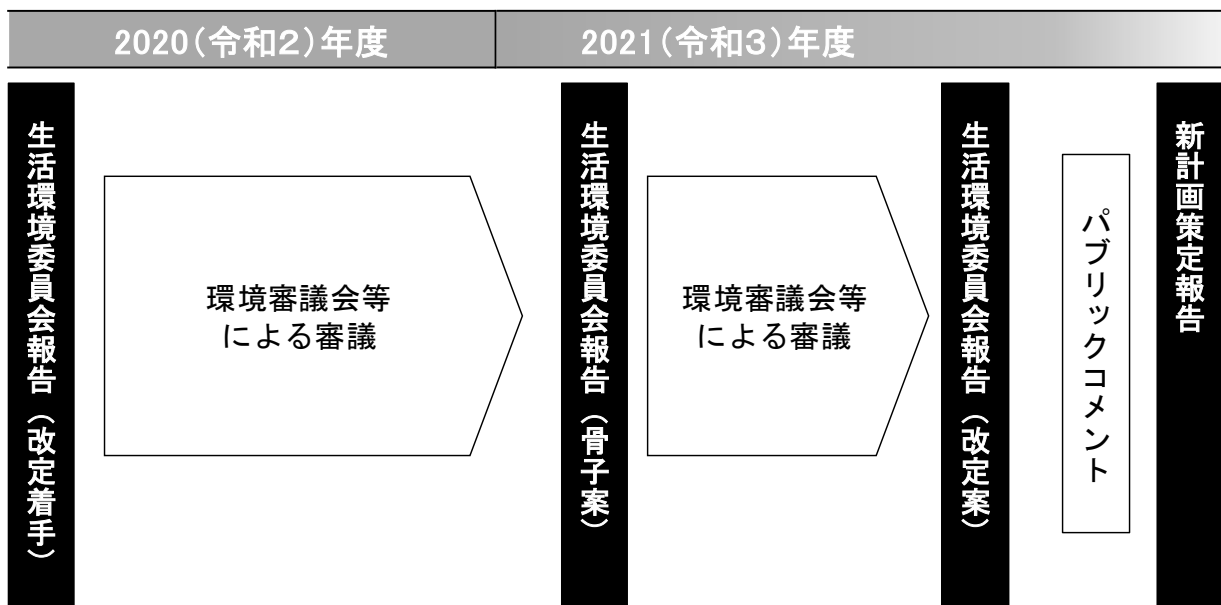 2020（令和２）年度
2021（令和３）年度
生活環境委員会報告（改定着手）
環境審議会等
による審議
生活環境委員会報告（骨子案）
環境審議会等
による審議
生活環境委員会報告（改定案）
パブリックコメント
新計画策定報告